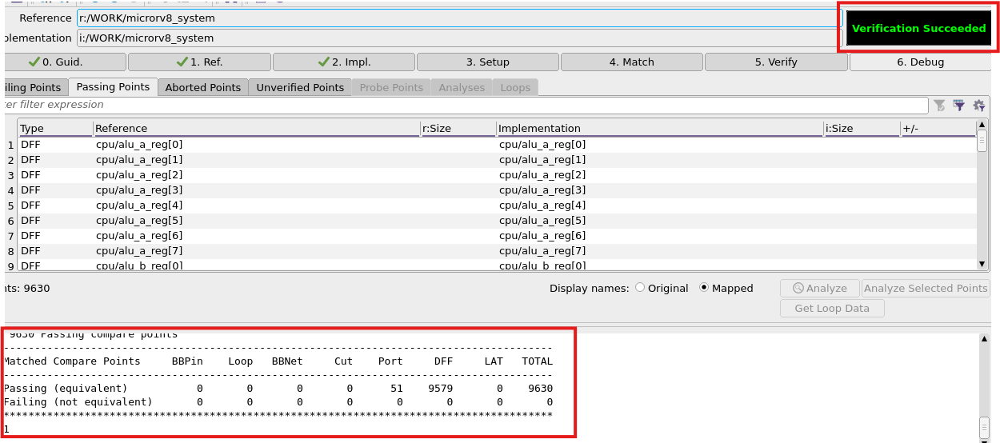 Reference r:/WORK/microrv8_system
plementation i:/WORK/microrv8_system
Verification Succeeded
0. Guid. 1. Ref. 2. Impl. 3. Setup 4. Match 5. Verify 6. Debug
iling Points Passing Points Aborted Points Unverified Points Probe Points Analyses Loops
ter filter expression
Type Reference r:Size Implementation i:Size +/-
1 DFF cpu/alu_a_reg[0] cpu/alu_a_reg[0]
2 DFF cpu/alu_a_reg[1] cpu/alu_a_reg[1]
3 DFF cpu/alu_a_reg[2] cpu/alu_a_reg[2]
4 DFF cpu/alu_a_reg[3] cpu/alu_a_reg[3]
5 DFF cpu/alu_a_reg[4] cpu/alu_a_reg[4]
6 DFF cpu/alu_a_reg[5] cpu/alu_a_reg[5]
7 DFF cpu/alu_a_reg[6] cpu/alu_a_reg[6]
8 DFF cpu/alu_a_reg[7] cpu/alu_a_reg[7]
9 DFF cpu/alu_b_reg[0] cpu/alu_b_reg[0]
nts: 9630 Display names: Original Mapped Analyze Analyze Selected Points
Get Loop Data
9630 Passing compare points
----------------------------------------------------------------------------------------
Matched Compare Points BBPin Loop BBNet Cut Port DFF LAT TOTAL
----------------------------------------------------------------------------------------
Passing (equivalent) 0 0 0 0 51 9579 0 9630
Failing (not equivalent) 0 0 0 0 0 0 0 0
****************************************************************************************
1